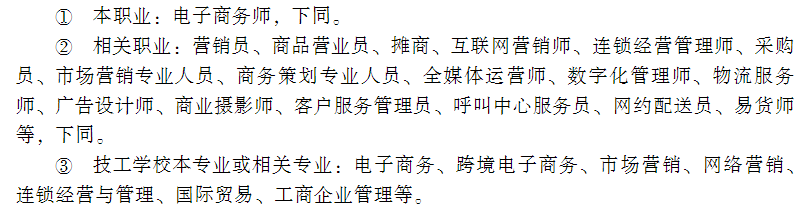 ① 本职业：电子商务师，下同。
② 相关职业：营销员、商品营业员、摊商、互联网营销师、连锁经营管理师、采购
员、市场营销专业人员、商务策划专业人员、全媒体运营师、数字化管理师、物流服务
师、广告设计师、商业摄影师、客户服务管理员、呼叫中心服务员、网约配送员、易货师
等，下同。
③ 技工学校本专业或相关专业：电子商务、跨境电子商务、市场营销、网络营销、
连锁经营与管理、国际贸易、工商企业管理等。